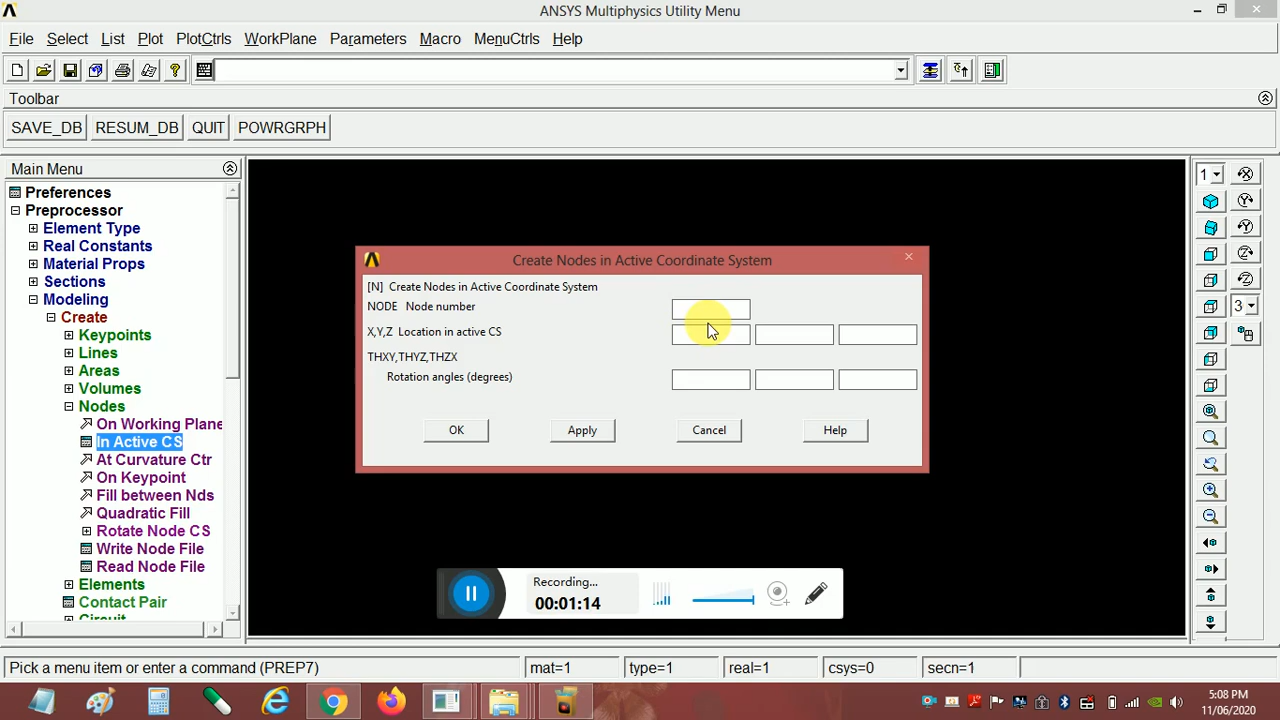 ANSYS Multiphysics Utility Menu
File Select List Plot PlotCtrls WorkPlane Parameters Macro MenuCtrls Help
Toolbar
SAVE_DB RESUM_DB QUIT POWRGRPH
Main Menu
Preferences
Preprocessor
Element Type
Real Constants
Material Props
Sections
Modeling
Create
Keypoints
Lines
Areas
Volumes
Nodes
On Working Plane
In Active CS
At Curvature Ctr
On Keypoint
Fill between Nds
Quadratic Fill
Rotate Node CS
Write Node File
Read Node File
Elements
Contact Pair
Circuit
Create Nodes in Active Coordinate System
[N] Create Nodes in Active Coordinate System
NODE Node number
X,Y,Z Location in active CS
THXY,THYZ,THZX
Rotation angles (degrees)
OK Apply Cancel Help
Recording...
00:01:14
1
3
Pick a menu item or enter a command (PREP7) mat=1 type=1 real=1 csys=0 secn=1
5:08 PM
11/06/2020